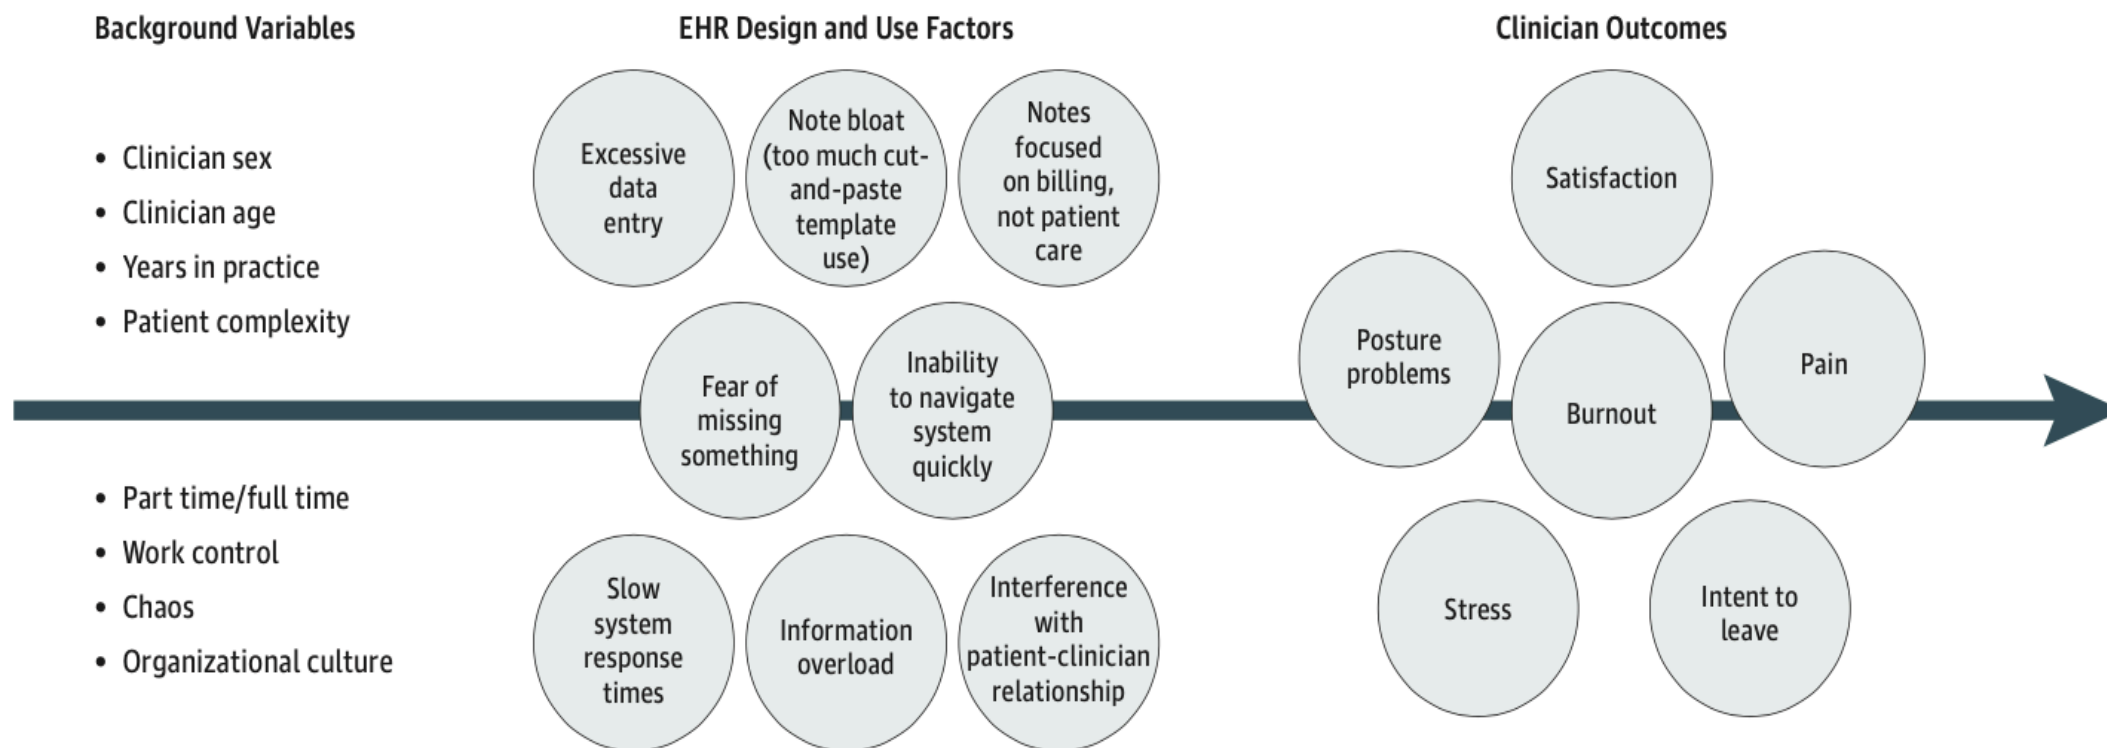 Background Variables
• Clinician sex
• Clinician age
• Years in practice
• Patient complexity
• Part time/full time
• Work control
• Chaos
• Organizational culture
EHR Design and Use Factors
Excessive
data
entry
Note bloat
(too much cut-
and-paste
template
use)
Notes
focused
on billing,
not patient
care
Fear of
missing
something
Inability
to navigate
system
quickly
Slow
system
response
times
Information
overload
Interference
with
patient-clinician
relationship
Clinician Outcomes
Satisfaction
Posture
problems
Burnout
Pain
Stress
Intent to
leave